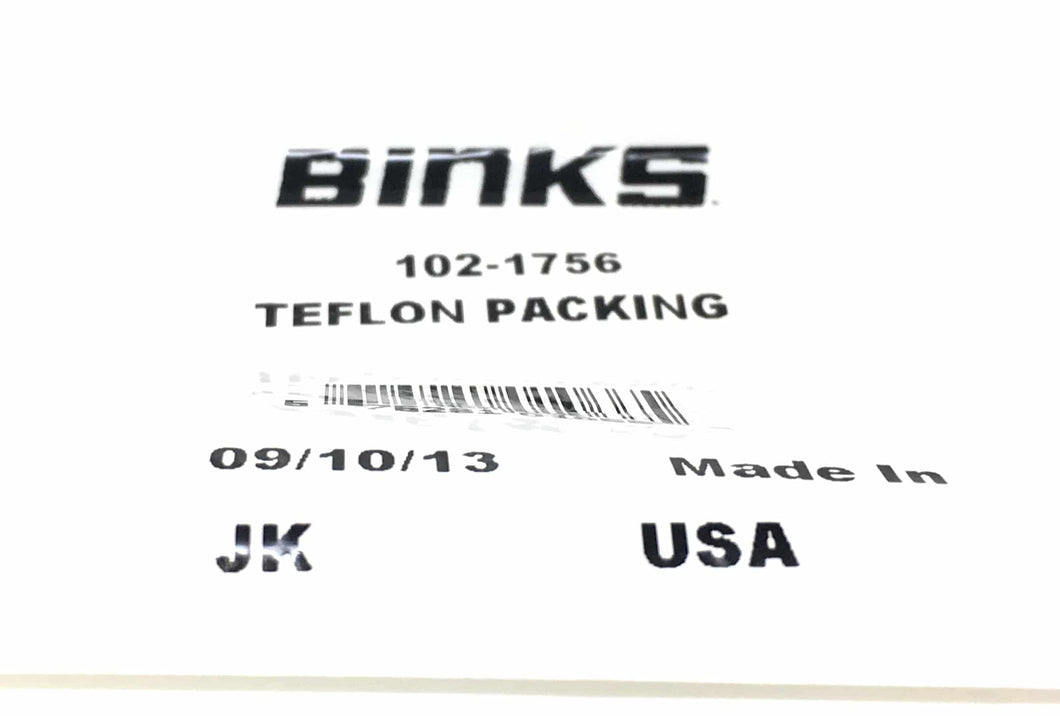 BINKS
102-1756
TEFLON PACKING
09/10/13 Made In
JK USA